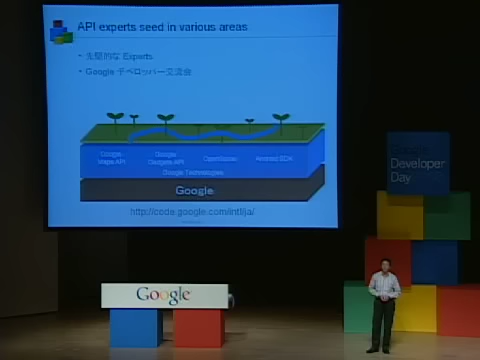 API experts seed in various areas
• 先駆的な Experts
• Google デベロッパー交流会
Google Maps API
Google Gadgets API
OpenSocial
Android SDK
Google Technologies
Google
http://code.google.com/intl/ja/
Google
Developer
Day
Google